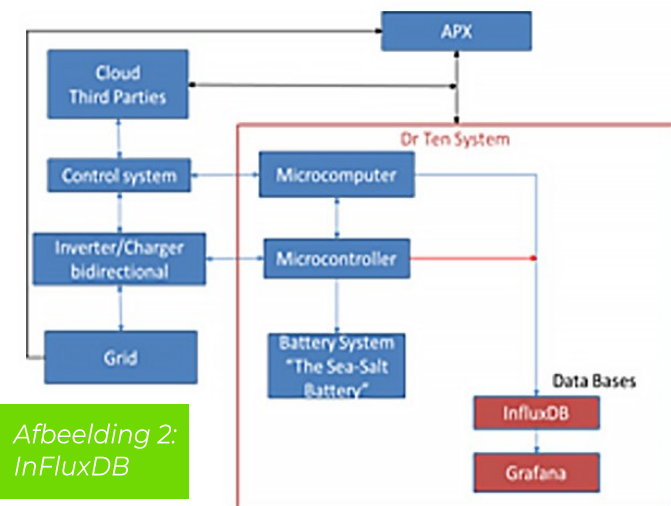 APX
Cloud
Third Parties
Dr Ten System
Control system
Microcomputer
Inverter/Charger
bidirectional
Microcontroller
Grid
Battery System
"The Sea-Salt
Battery"
Data Bases
InfluxDB
Grafana
Afbeelding 2:
InFluxDB